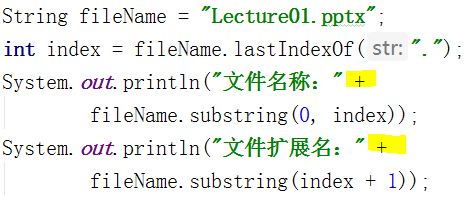 String fileName = "Lecture01.pptx";
int index = fileName.lastIndexOf( str: ".");
System.out.println("文件名称：" +
fileName.substring(0, index));
System.out.println("文件扩展名：" +
fileName.substring(index + 1));